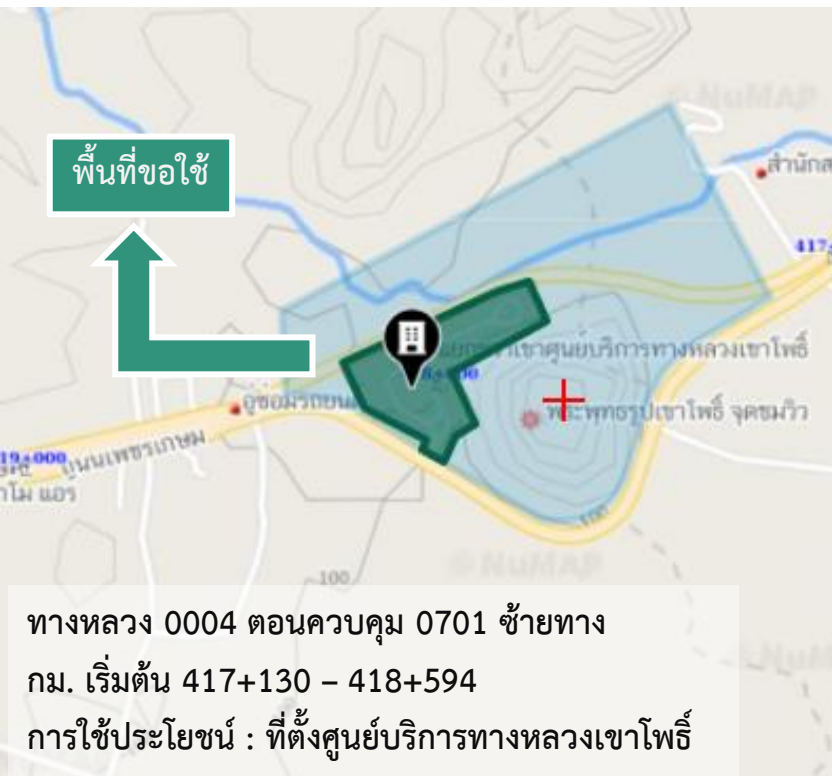 NuMAP
พื้นที่ขอใช้
417+
ศูนย์บริการทางหลวงเขาโพธิ์
พระพุทธรูปเขาโพธิ์ จุดชมวิว
อู่ซ่อมรถยนต์
ถนนเพชรเกษม
19+000
100
NuMAP
100
ทางหลวง 0004 ตอนควบคุม 0701 ซ้ายทาง
กม. เริ่มต้น 417+130 – 418+594
การใช้ประโยชน์ : ที่ตั้งศูนย์บริการทางหลวงเขาโพธิ์